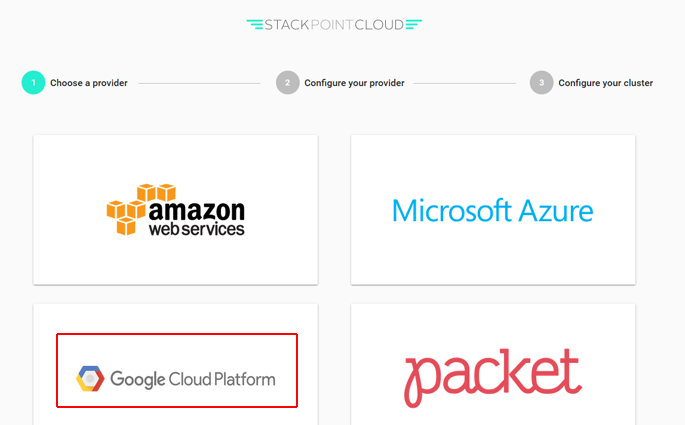 STACKPOINTCLOUD
1 Choose a provider
2 Configure your provider
3 Configure your cluster
amazon
web services
Microsoft Azure
Google Cloud Platform
packet